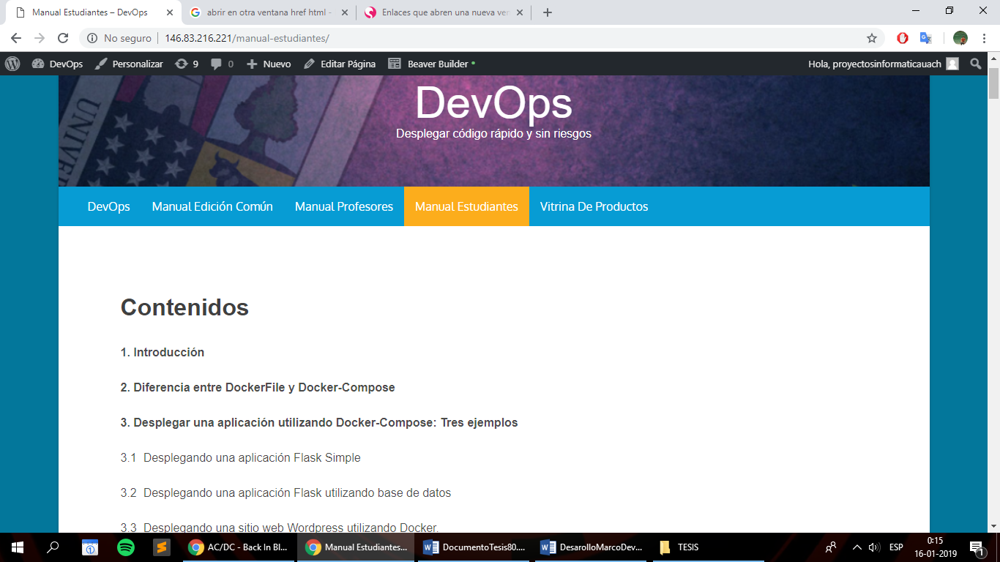 Manual Estudiantes – DevOps
abrir en otra ventana href html -
Enlaces que abren una nueva ven
No seguro
146.83.216.221/manual-estudiantes/
DevOps
Personalizar
9
0
Nuevo
Editar Página
Beaver Builder
Hola, proyectosinformaticauach
DevOps
Desplegar código rápido y sin riesgos
DevOps
Manual Edición Común
Manual Profesores
Manual Estudiantes
Vitrina De Productos
Contenidos
1. Introducción
2. Diferencia entre DockerFile y Docker-Compose
3. Desplegar una aplicación utilizando Docker-Compose: Tres ejemplos
3.1 Desplegando una aplicación Flask Simple
3.2 Desplegando una aplicación Flask utilizando base de datos
3.3 Desplegando una sitio web Wordpress utilizando Docker.
AC/DC - Back In Bl...
Manual Estudiantes...
DocumentoTesis80....
DesarolloMarcoDev...
TESIS
ESP
0:15
16-01-2019
1